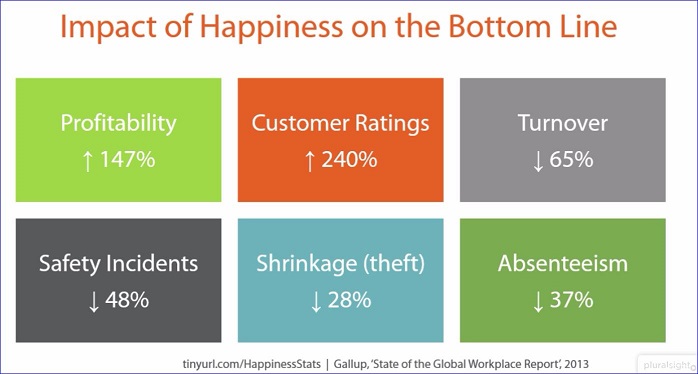 Impact of Happiness on the Bottom Line
Profitability
↑ 147%
Customer Ratings
↑ 240%
Turnover
↓ 65%
Safety Incidents
↓ 48%
Shrinkage (theft)
↓ 28%
Absenteeism
↓ 37%
tinyurl.com/HappinessStats | Gallup, 'State of the Global Workplace Report', 2013
pluralsight